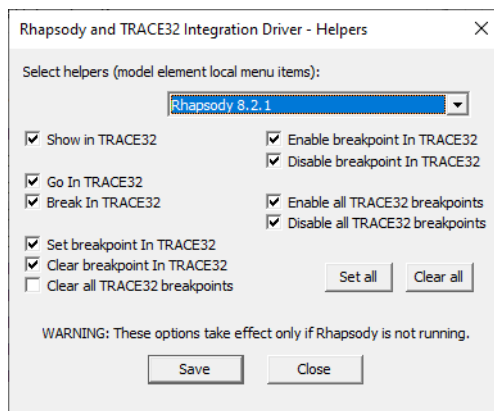 Rhapsody and TRACE32 Integration Driver - Helpers
Select helpers (model element local menu items):
Rhapsody 8.2.1
Show in TRACE32
Enable breakpoint In TRACE32
Disable breakpoint In TRACE32
Go In TRACE32
Break In TRACE32
Enable all TRACE32 breakpoints
Disable all TRACE32 breakpoints
Set breakpoint In TRACE32
Clear breakpoint In TRACE32
Clear all TRACE32 breakpoints
Set all
Clear all
WARNING: These options take effect only if Rhapsody is not running.
Save
Close